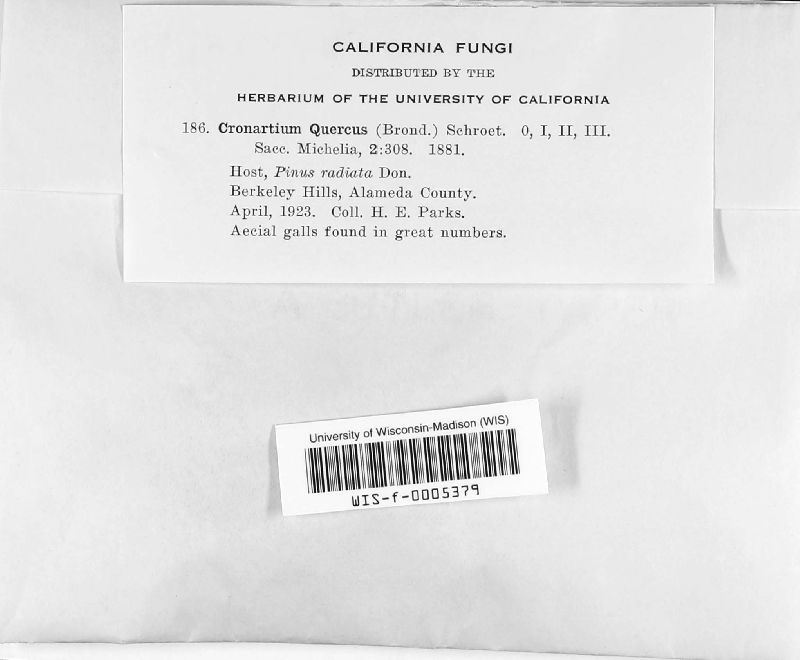 CALIFORNIA FUNGI
DISTRIBUTED BY THE
HERBARIUM OF THE UNIVERSITY OF CALIFORNIA
186. Cronartium Quercus (Brond.) Schroet. 0, I, II, III.
Sacc. Michelia, 2:308. 1881.
Host, Pinus radiata Don.
Berkeley Hills, Alameda County.
April, 1923. Coll. H. E. Parks.
Aecial galls found in great numbers.
University of Wisconsin-Madison (WIS)
WIS-f-0005379